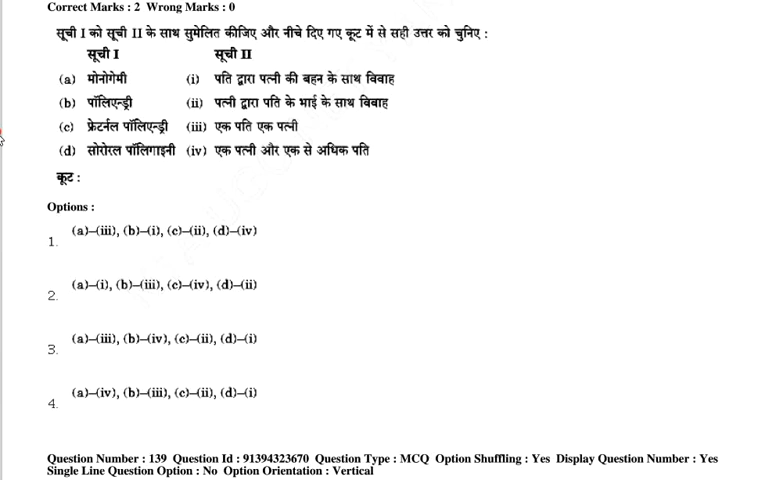 Correct Marks : 2 Wrong Marks : 0
सूची I को सूची II के साथ सुमेलित कीजिए और नीचे दिए गए कूट में से सही उत्तर को चुनिए :
सूची I सूची II
(a) मोनोगेमी (i) पति द्वारा पत्नी की बहन के साथ विवाह
(b) पॉलिएन्ड्री (ii) पत्नी द्वारा पति के भाई के साथ विवाह
(c) फ्रेटर्नल पॉलिएन्ड्री (iii) एक पति एक पत्नी
(d) सोरोरल पॉलिगाइनी (iv) एक पत्नी और एक से अधिक पति
कूट :
Options :
1. (a)–(iii), (b)–(i), (c)–(ii), (d)–(iv)
2. (a)–(i), (b)–(iii), (c)–(iv), (d)–(ii)
3. (a)–(iii), (b)–(iv), (c)–(ii), (d)–(i)
4. (a)–(iv), (b)–(iii), (c)–(ii), (d)–(i)
Question Number : 139 Question Id : 91394323670 Question Type : MCQ Option Shuffling : Yes Display Question Number : Yes
Single Line Question Option : No Option Orientation : Vertical